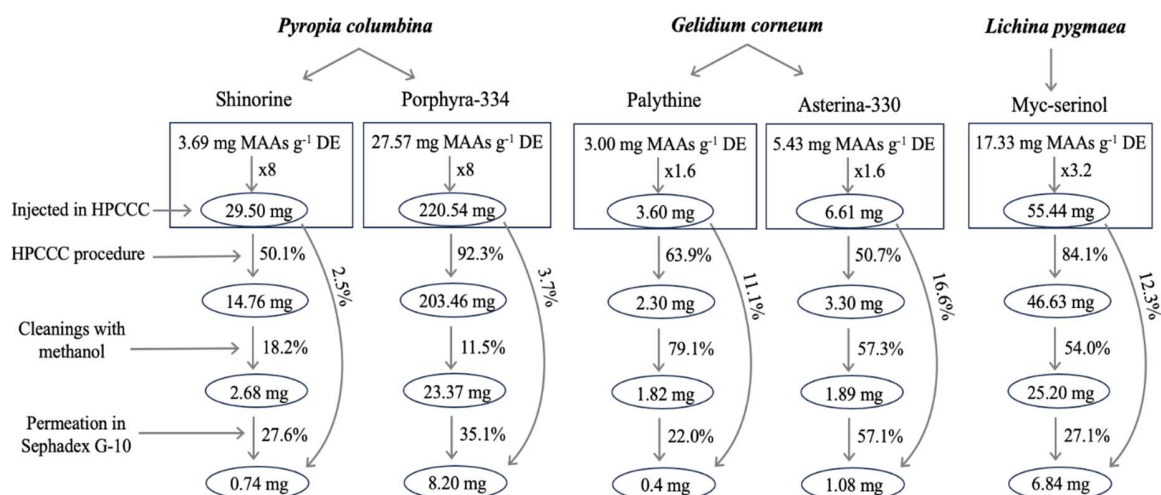 Pyropia columbina Gelidium corneum Lichina pygmaea
Shinorine Porphyra-334 Palythine Asterina-330 Myc-serinol
3.69 mg MAAs g⁻¹ DE 27.57 mg MAAs g⁻¹ DE 3.00 mg MAAs g⁻¹ DE 5.43 mg MAAs g⁻¹ DE 17.33 mg MAAs g⁻¹ DE
x8 x8 x1.6 x1.6 x3.2
Injected in HPCCC 29.50 mg 220.54 mg 3.60 mg 6.61 mg 55.44 mg
HPCCC procedure 50.1% 92.3% 63.9% 50.7% 84.1%
2.5% 3.7% 11.1% 16.6% 12.3%
14.76 mg 203.46 mg 2.30 mg 3.30 mg 46.63 mg
Cleanings with
methanol 18.2% 11.5% 79.1% 57.3% 54.0%
2.68 mg 23.37 mg 1.82 mg 1.89 mg 25.20 mg
Permeation in
Sephadex G-10 27.6% 35.1% 22.0% 57.1% 27.1%
0.74 mg 8.20 mg 0.4 mg 1.08 mg 6.84 mg